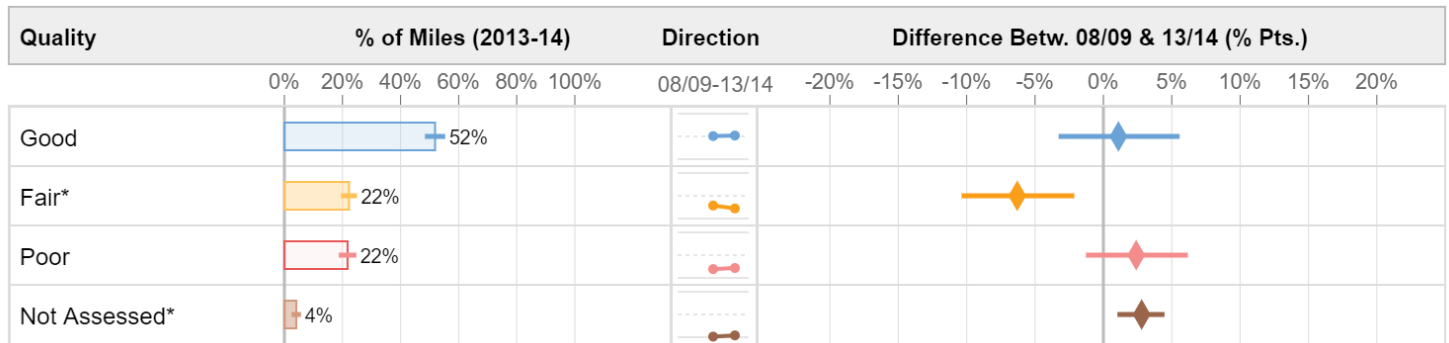 Quality % of Miles (2013-14) Direction Difference Betw. 08/09 & 13/14 (% Pts.)
0% 20% 40% 60% 80% 100% 08/09-13/14 -20% -15% -10% -5% 0% 5% 10% 15% 20%
Good 52%
Fair* 22%
Poor 22%
Not Assessed* 4%